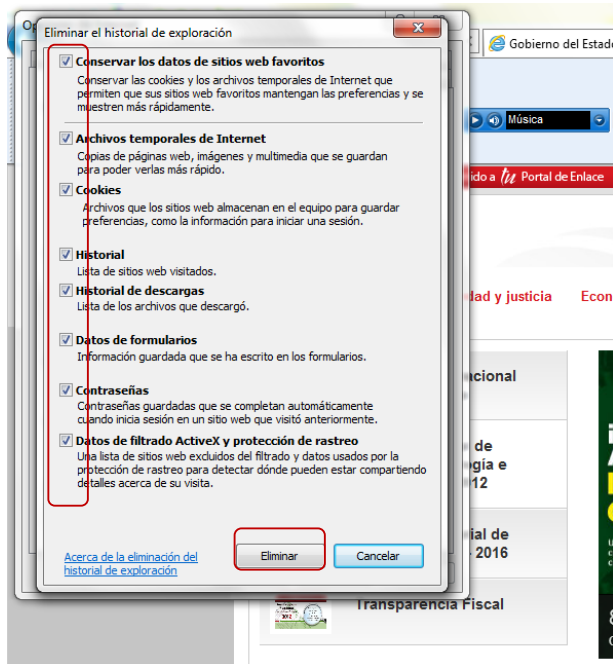 Eliminar el historial de exploración
Conservar los datos de sitios web favoritos
Conservar las cookies y los archivos temporales de Internet que
permiten que sus sitios web favoritos mantengan las preferencias y se
muestren más rápidamente.
Archivos temporales de Internet
Copias de páginas web, imágenes y multimedia que se guardan
para poder verlas más rápido.
Cookies
Archivos que los sitios web almacenan en el equipo para guardar
preferencias, como la información para iniciar una sesión.
Historial
Lista de sitios web visitados.
Historial de descargas
Lista de los archivos que descargó.
Datos de formularios
Información guardada que se ha escrito en los formularios.
Contraseñas
Contraseñas guardadas que se completan automáticamente
cuando inicia sesión en un sitio web que visitó anteriormente.
Datos de filtrado ActiveX y protección de rastreo
Una lista de sitios web excluidos del filtrado y datos usados por la
protección de rastreo para detectar dónde pueden estar compartiendo
detalles acerca de su visita.
Acerca de la eliminación del
historial de exploración
Eliminar
Cancelar
Gobierno del Estado
Música
ido a tu Portal de Enlace
dad y justicia
Econ
acional
de
gía e
12
ial de
- 2016
Transparencia Fiscal